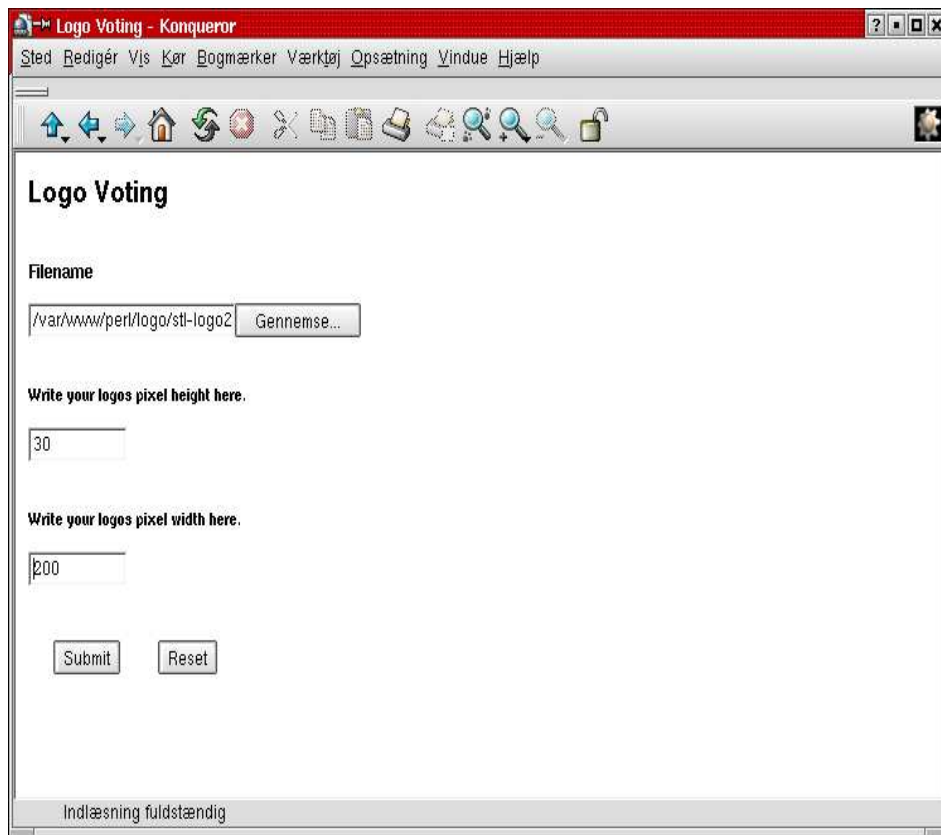 Logo Voting - Konqueror
Sted Redigér Vis Kør Bogmærker Værktøj Opsætning Vindue Hjælp
Logo Voting
Filename
/var/www/perl/logo/stl-logo2 Gennemse...
Write your logos pixel height here.
30
Write your logos pixel width here.
200
Submit Reset
Indlæsning fuldstændig